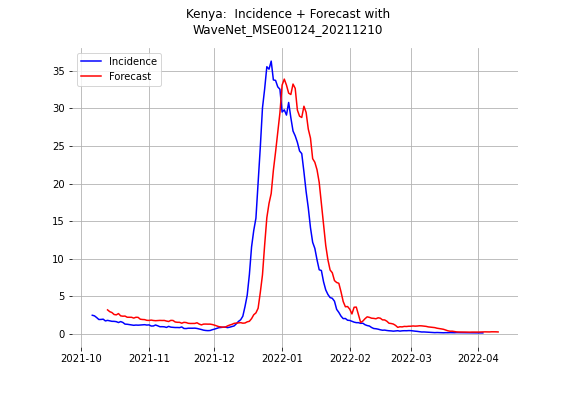 Kenya:  Incidence + Forecast with
WaveNet_MSE00124_20211210
Incidence
Forecast
35
30
25
20
15
10
5
0
2021-10 2021-11 2021-12 2022-01 2022-02 2022-03 2022-04